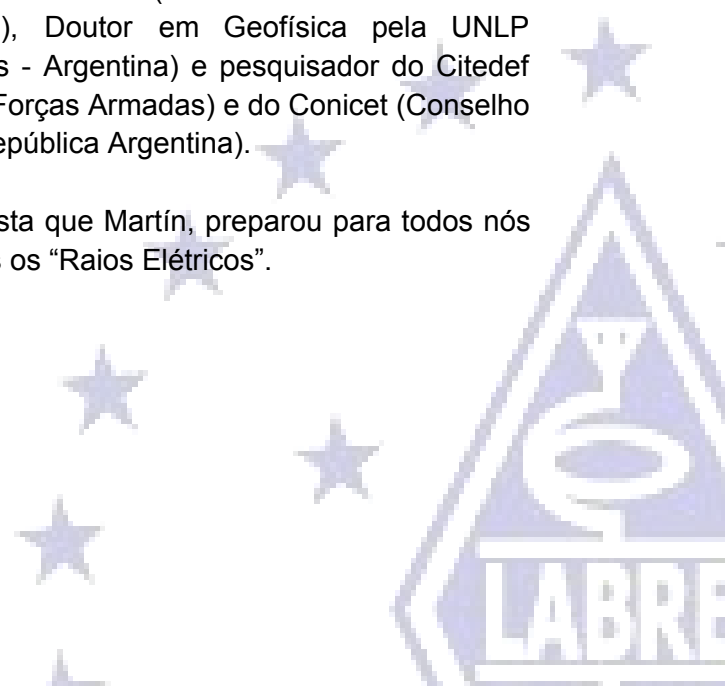 ), Doutor em Geofísica pela UNLP
s - Argentina) e pesquisador do Citedef
Forças Armadas) e do Conicet (Conselho
epública Argentina).
sta que Martín, preparou para todos nós
s os “Raios Elétricos”.
LABRE